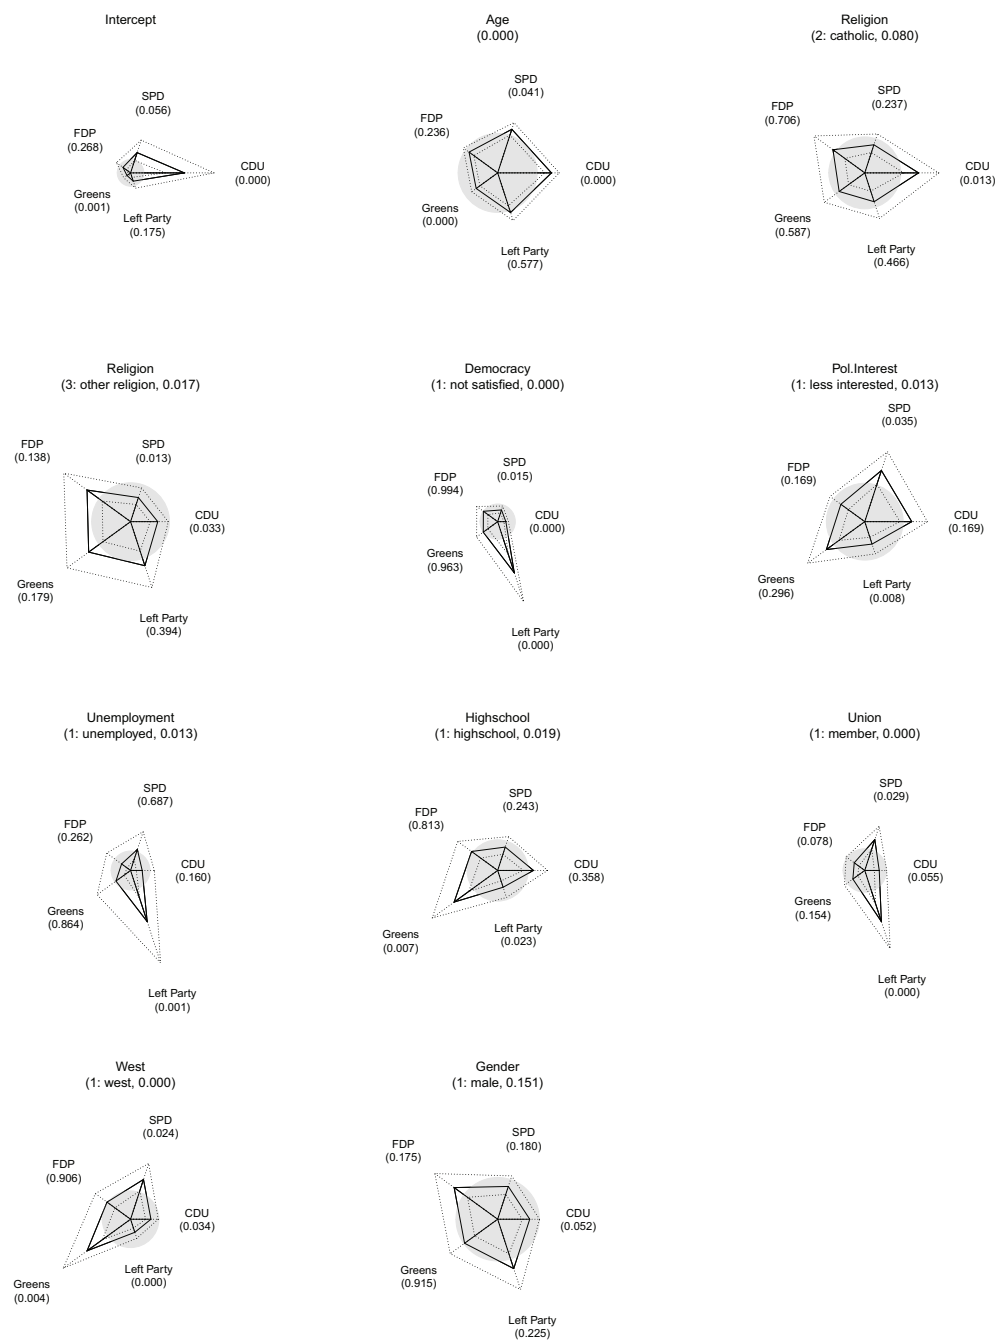 Intercept
SPD
(0.056)
FDP
(0.268)
CDU
(0.000)
Greens
(0.001)
Left Party
(0.175)
Age
(0.000)
SPD
(0.041)
FDP
(0.236)
CDU
(0.000)
Greens
(0.000)
Left Party
(0.577)
Religion
(2: catholic, 0.080)
SPD
(0.237)
FDP
(0.706)
CDU
(0.013)
Greens
(0.587)
Left Party
(0.466)
Religion
(3: other religion, 0.017)
FDP
(0.138)
SPD
(0.013)
CDU
(0.033)
Greens
(0.179)
Left Party
(0.394)
Democracy
(1: not satisfied, 0.000)
SPD
(0.015)
FDP
(0.994)
CDU
(0.000)
Greens
(0.963)
Left Party
(0.000)
Pol.Interest
(1: less interested, 0.013)
SPD
(0.035)
FDP
(0.169)
CDU
(0.169)
Greens
(0.296)
Left Party
(0.008)
Unemployment
(1: unemployed, 0.013)
SPD
(0.687)
FDP
(0.262)
CDU
(0.160)
Greens
(0.864)
Left Party
(0.001)
Highschool
(1: highschool, 0.019)
SPD
(0.243)
FDP
(0.813)
CDU
(0.358)
Greens
(0.007)
Left Party
(0.023)
Union
(1: member, 0.000)
SPD
(0.029)
FDP
(0.078)
CDU
(0.055)
Greens
(0.154)
Left Party
(0.000)
West
(1: west, 0.000)
SPD
(0.024)
FDP
(0.906)
CDU
(0.034)
Greens
(0.004)
Left Party
(0.000)
Gender
(1: male, 0.151)
SPD
(0.180)
FDP
(0.175)
CDU
(0.052)
Greens
(0.915)
Left Party
(0.225)